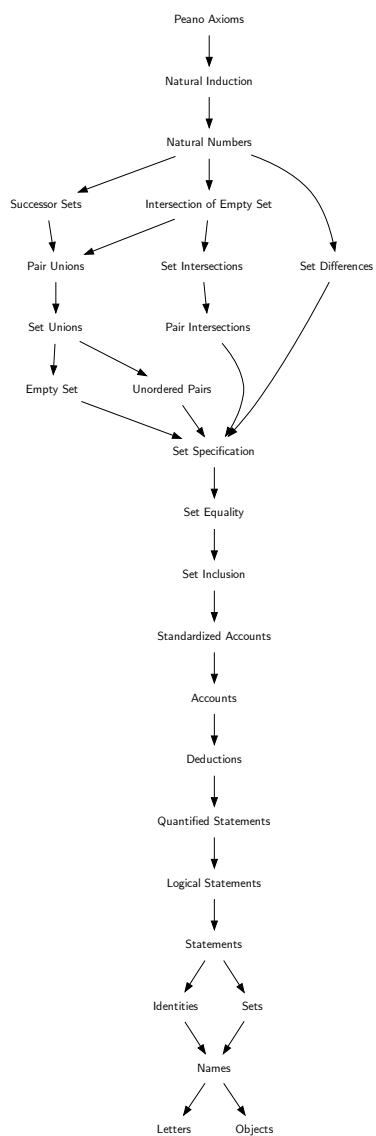 Peano Axioms
Natural Induction
Natural Numbers
Successor Sets
Intersection of Empty Set
Pair Unions
Set Intersections
Set Differences
Set Unions
Pair Intersections
Empty Set
Unordered Pairs
Set Specification
Set Equality
Set Inclusion
Standardized Accounts
Accounts
Deductions
Quantified Statements
Logical Statements
Statements
Identities
Sets
Names
Letters
Objects